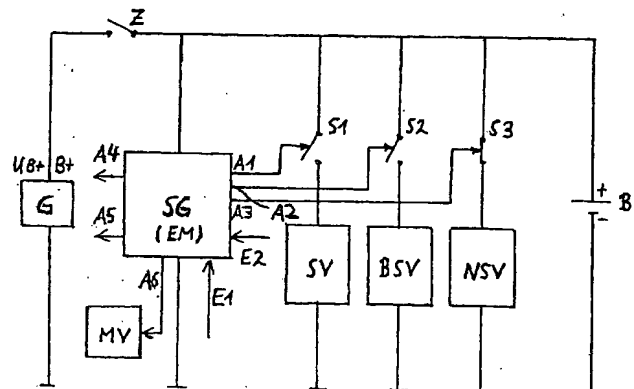 Z
S1
S2
S3
UB+ B+
A4
A1
G
SG
(EM)
A3
A2
A5
E2
SV
BSV
NSV
+
B
-
A6
E1
MV